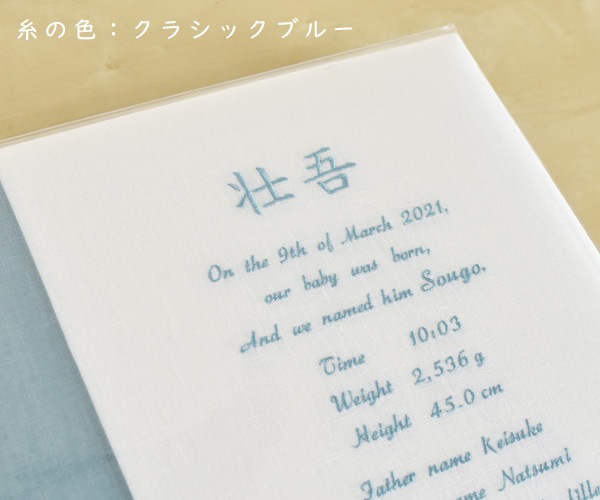 糸の色：クラシックブルー
壮吾
On the 9th of March 2021,
our baby was born,
And we named him Sougo.
Time 10:03
Weight 2,536 g
Height 45.0 cm
Father name Keisuke
name Natsumi